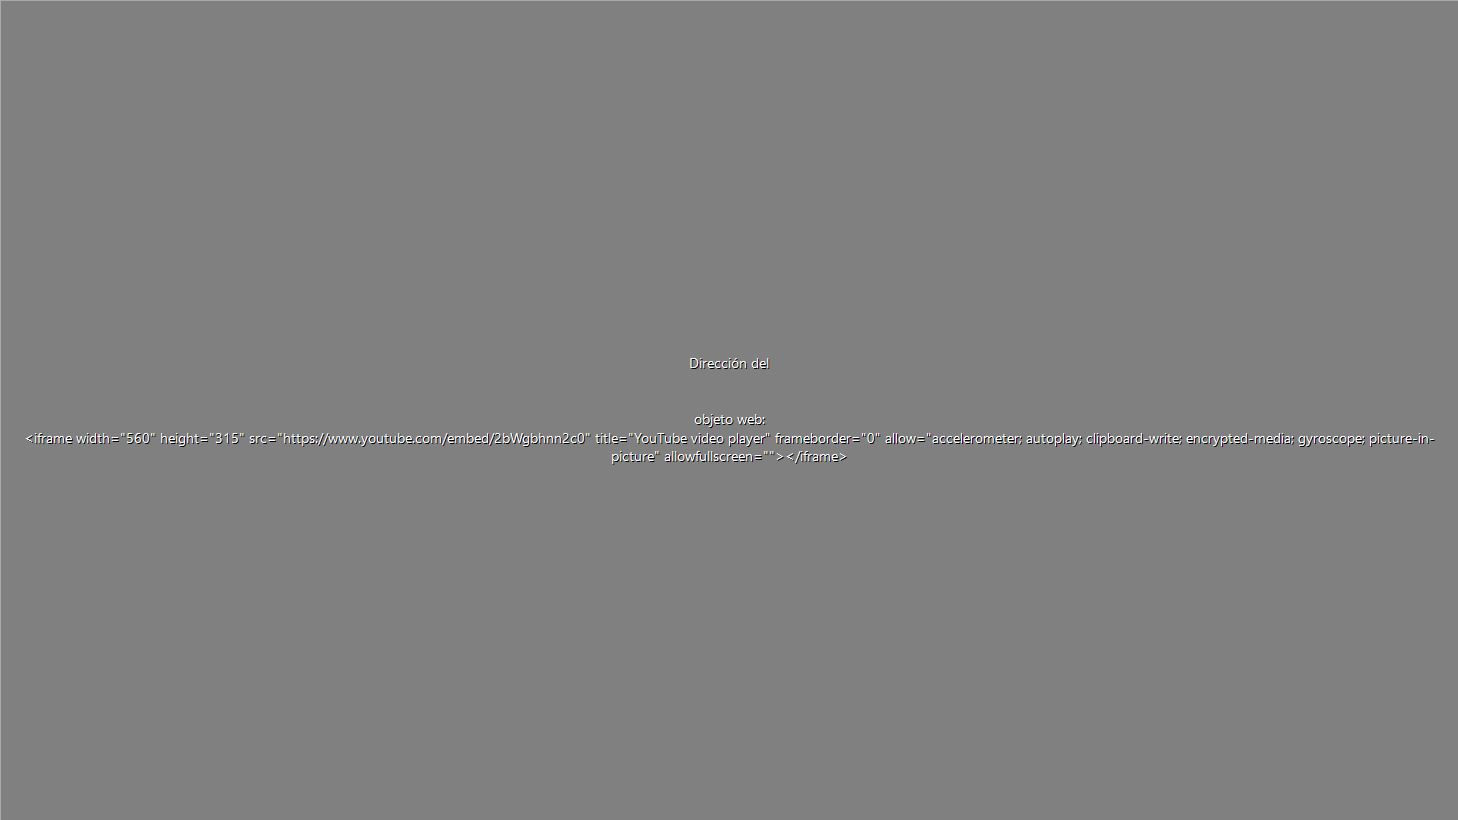 Dirección del
objeto web:
<iframe width="560" height="315" src="https://www.youtube.com/embed/2bWgbhnn2c0" title="YouTube video player" frameborder="0" allow="accelerometer; autoplay; clipboard-write; encrypted-media; gyroscope; picture-in-
picture" allowfullscreen=""></iframe>